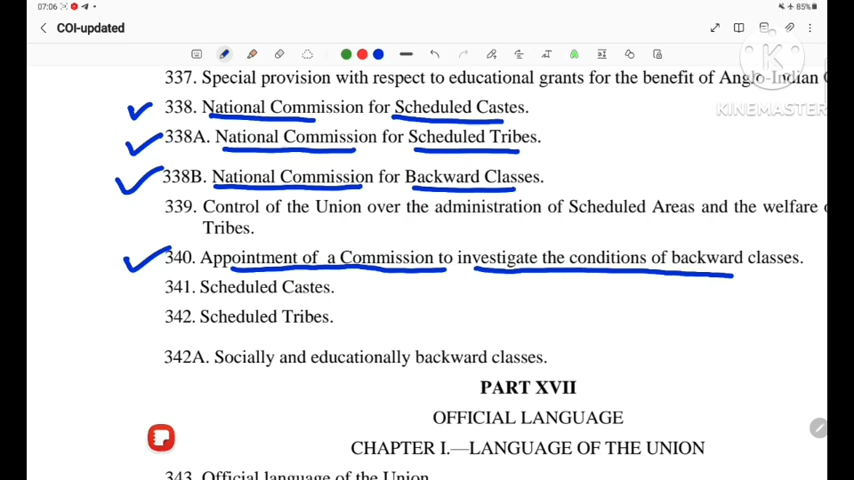 07:06
85%
COI-updated
KINEMASTER
337. Special provision with respect to educational grants for the benefit of Anglo-Indian
338. National Commission for Scheduled Castes.
338A. National Commission for Scheduled Tribes.
338B. National Commission for Backward Classes.
339. Control of the Union over the administration of Scheduled Areas and the welfare
Tribes.
340. Appointment of a Commission to investigate the conditions of backward classes.
341. Scheduled Castes.
342. Scheduled Tribes.
342A. Socially and educationally backward classes.
PART XVII
OFFICIAL LANGUAGE
CHAPTER I.—LANGUAGE OF THE UNION
343. Official language of the Union.